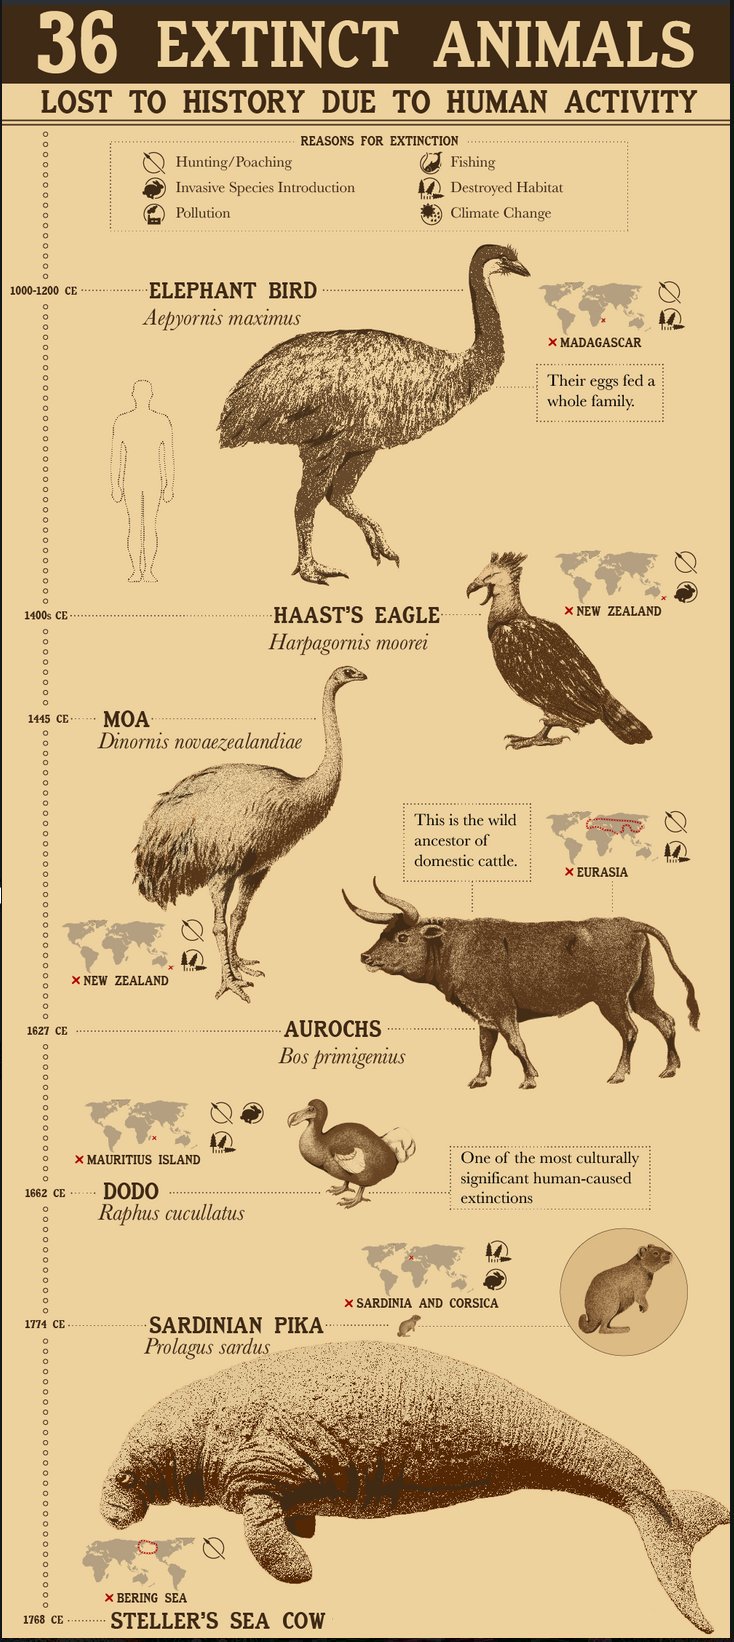 36 EXTINCT ANIMALS
LOST TO HISTORY DUE TO HUMAN ACTIVITY
REASONS FOR EXTINCTION
Hunting/Poaching
Fishing
Invasive Species Introduction
Destroyed Habitat
Pollution
Climate Change
1000-1200 CE
ELEPHANT BIRD
Aepyornis maximus
MADAGASCAR
Their eggs fed a
whole family.
NEW ZEALAND
1400s CE
HAAST'S EAGLE
Harpagornis moorei
1445 CE
MOA
Dinornis novaezealandiae
This is the wild
ancestor of
domestic cattle.
EURASIA
NEW ZEALAND
1627 CE
AUROCHS
Bos primigenius
MAURITIUS ISLAND
One of the most culturally
significant human-caused
extinctions
1662 CE
DODO
Raphus cucullatus
SARDINIA AND CORSICA
1774 CE
SARDINIAN PIKA
Prolagus sardus
BERING SEA
1768 CE
STELLER'S SEA COW